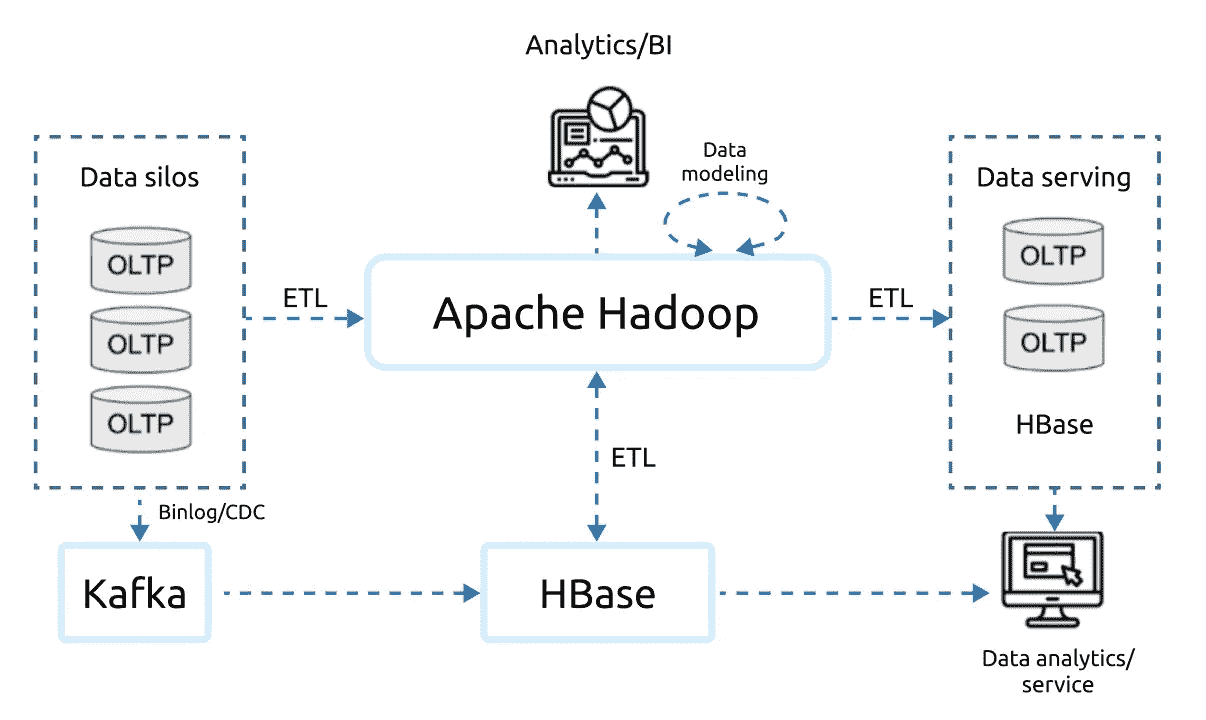 Analytics/BI
Data silos
OLTP
OLTP
OLTP
ETL
Data
modeling
Apache Hadoop
ETL
Data serving
OLTP
OLTP
HBase
ETL
Binlog/CDC
Kafka
HBase
Data analytics/
service